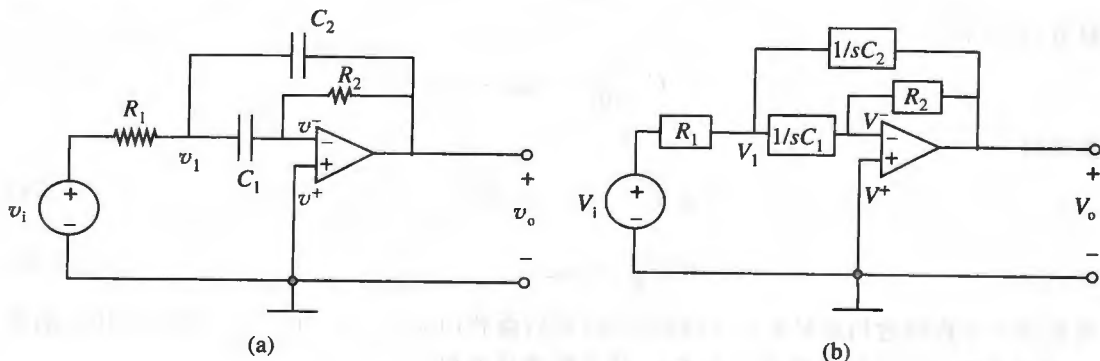 C₂
R₂
R₁
v⁻
−
v₁
C₁
+
v⁺
vᵢ
+
−
+
vₒ
−
(a)
1/sC₂
R₂
R₁
V₁
1/sC₁
V⁻
−
+
V⁺
Vᵢ
+
−
+
Vₒ
−
(b)